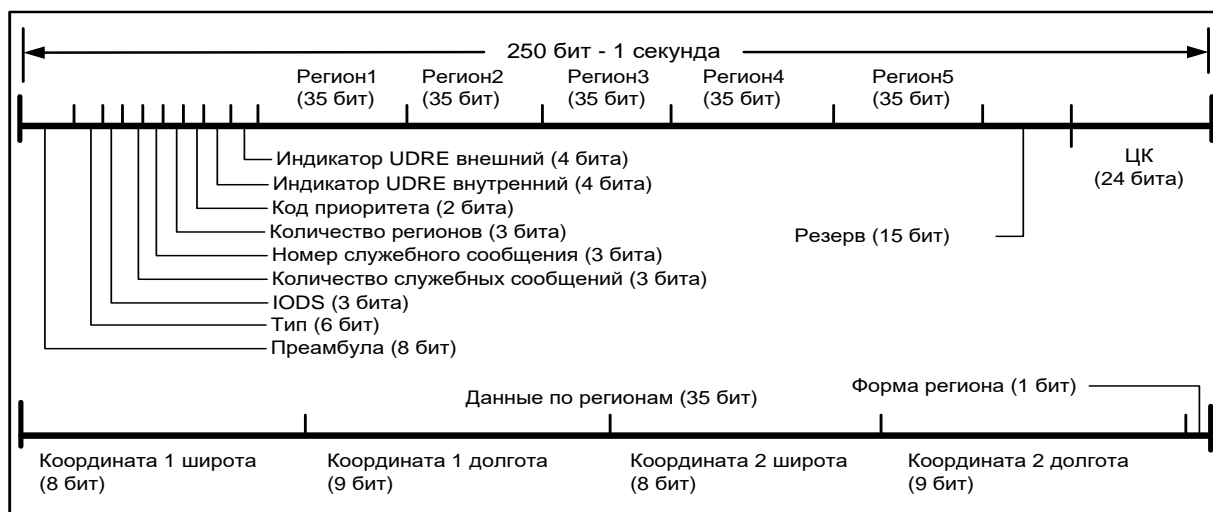 250 бит - 1 секунда
Регион1
(35 бит)
Регион2
(35 бит)
Регион3
(35 бит)
Регион4
(35 бит)
Регион5
(35 бит)
Индикатор UDRE внешний (4 бита)
Индикатор UDRE внутренний (4 бита)
Код приоритета (2 бита)
Количество регионов (3 бита)
Номер служебного сообщения (3 бита)
Количество служебных сообщений (3 бита)
IODS (3 бита)
Тип (6 бит)
Преамбула (8 бит)
ЦК
(24 бита)
Резерв (15 бит)
Данные по регионам (35 бит)
Форма региона (1 бит)
Координата 1 широта
(8 бит)
Координата 1 долгота
(9 бит)
Координата 2 широта
(8 бит)
Координата 2 долгота
(9 бит)